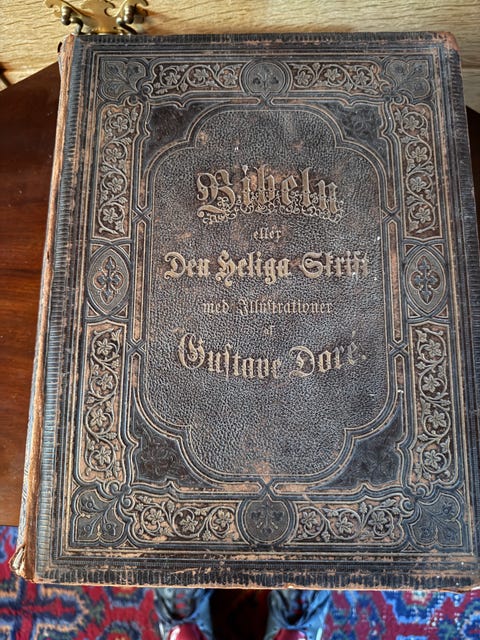 Bibeln
eller
Den Heliga Skrift
med Illustrationer
af
Gustave Doré.